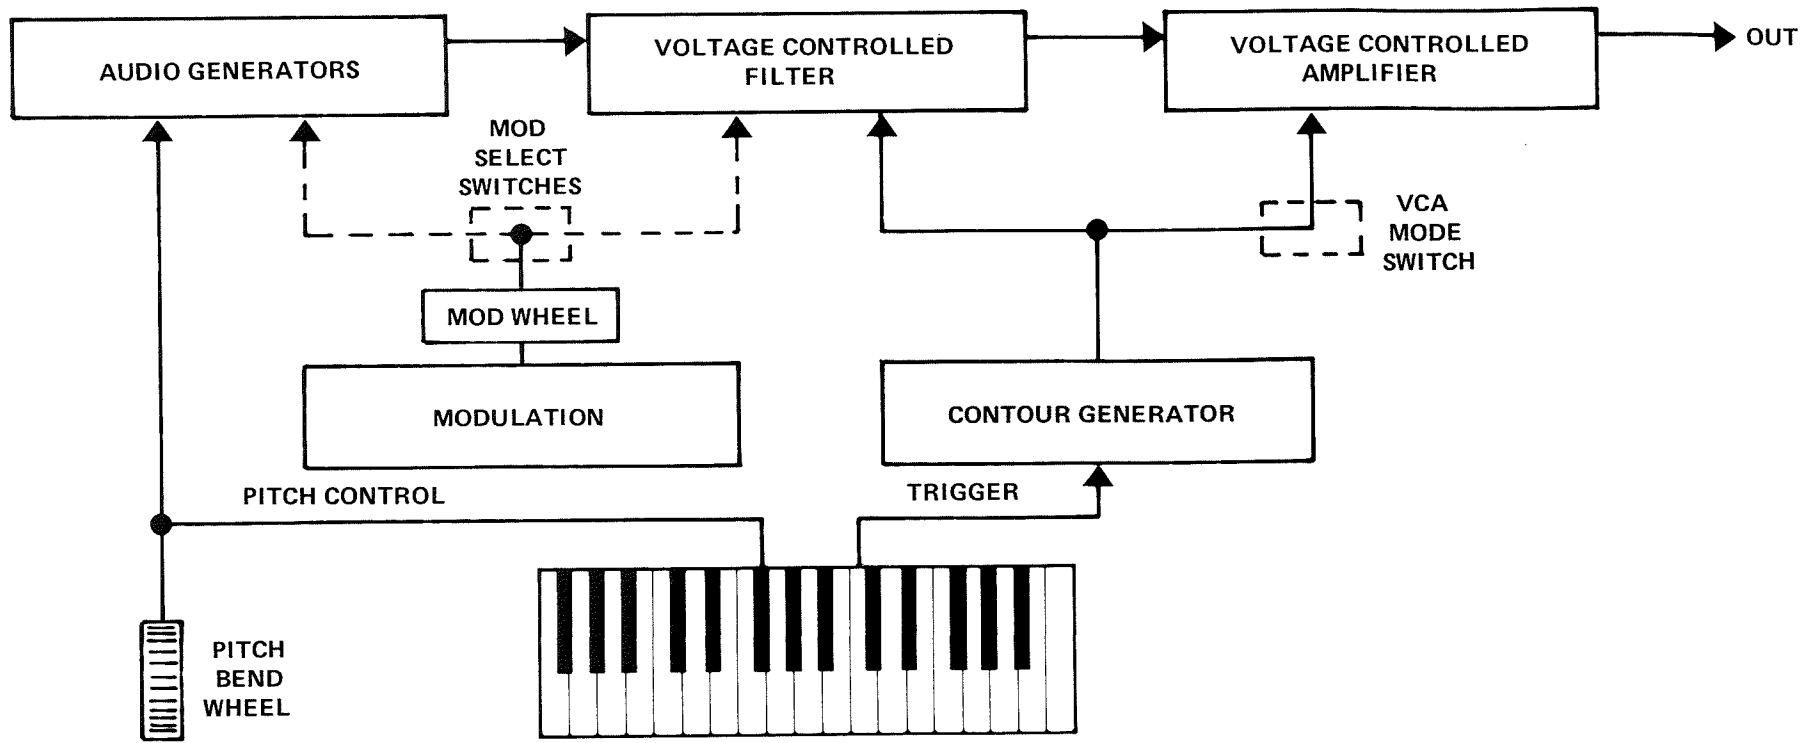 AUDIO GENERATORS
VOLTAGE CONTROLLED
FILTER
VOLTAGE CONTROLLED
AMPLIFIER
OUT
MOD
SELECT
SWITCHES
VCA
MODE
SWITCH
MOD WHEEL
MODULATION
CONTOUR GENERATOR
PITCH CONTROL
TRIGGER
PITCH
BEND
WHEEL